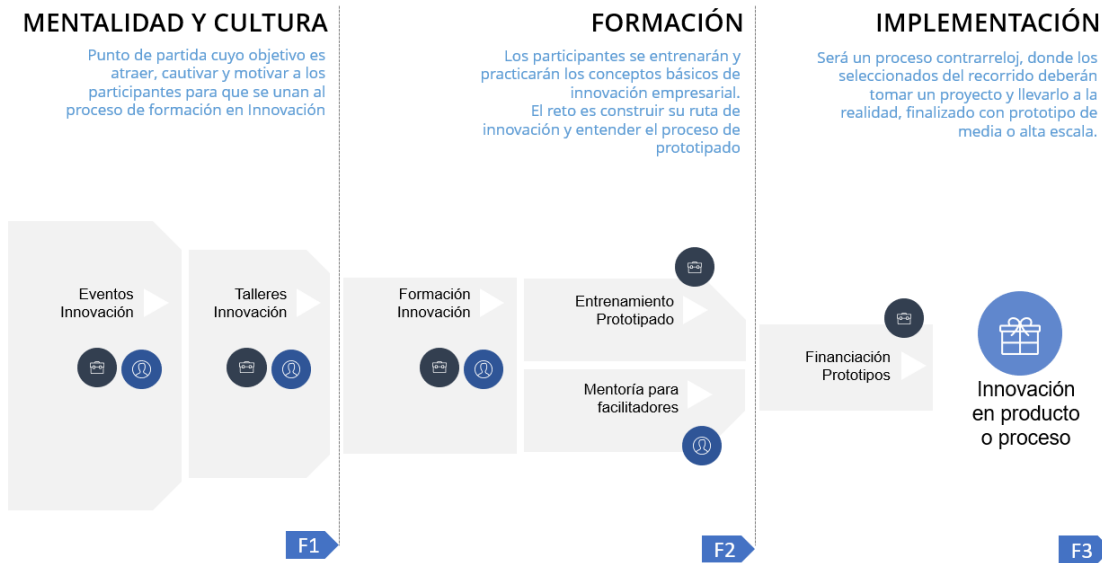 MENTALIDAD Y CULTURA
Punto de partida cuyo objetivo es
atraer, cautivar y motivar a los
participantes para que se unan al
proceso de formación en Innovación
FORMACIÓN
Los participantes se entrenarán y
practicarán los conceptos básicos de
innovación empresarial.
El reto es construir su ruta de
innovación y entender el proceso de
prototipado
IMPLEMENTACIÓN
Será un proceso contrarreloj, donde los
seleccionados del recorrido deberán
tomar un proyecto y llevarlo a la
realidad, finalizado con prototipo de
media o alta escala.
Eventos
Innovación
Talleres
Innovación
Formación
Innovación
Entrenamiento
Prototipado
Mentoría para
facilitadores
Financiación
Prototipos
Innovación
en producto
o proceso
F1
F2
F3